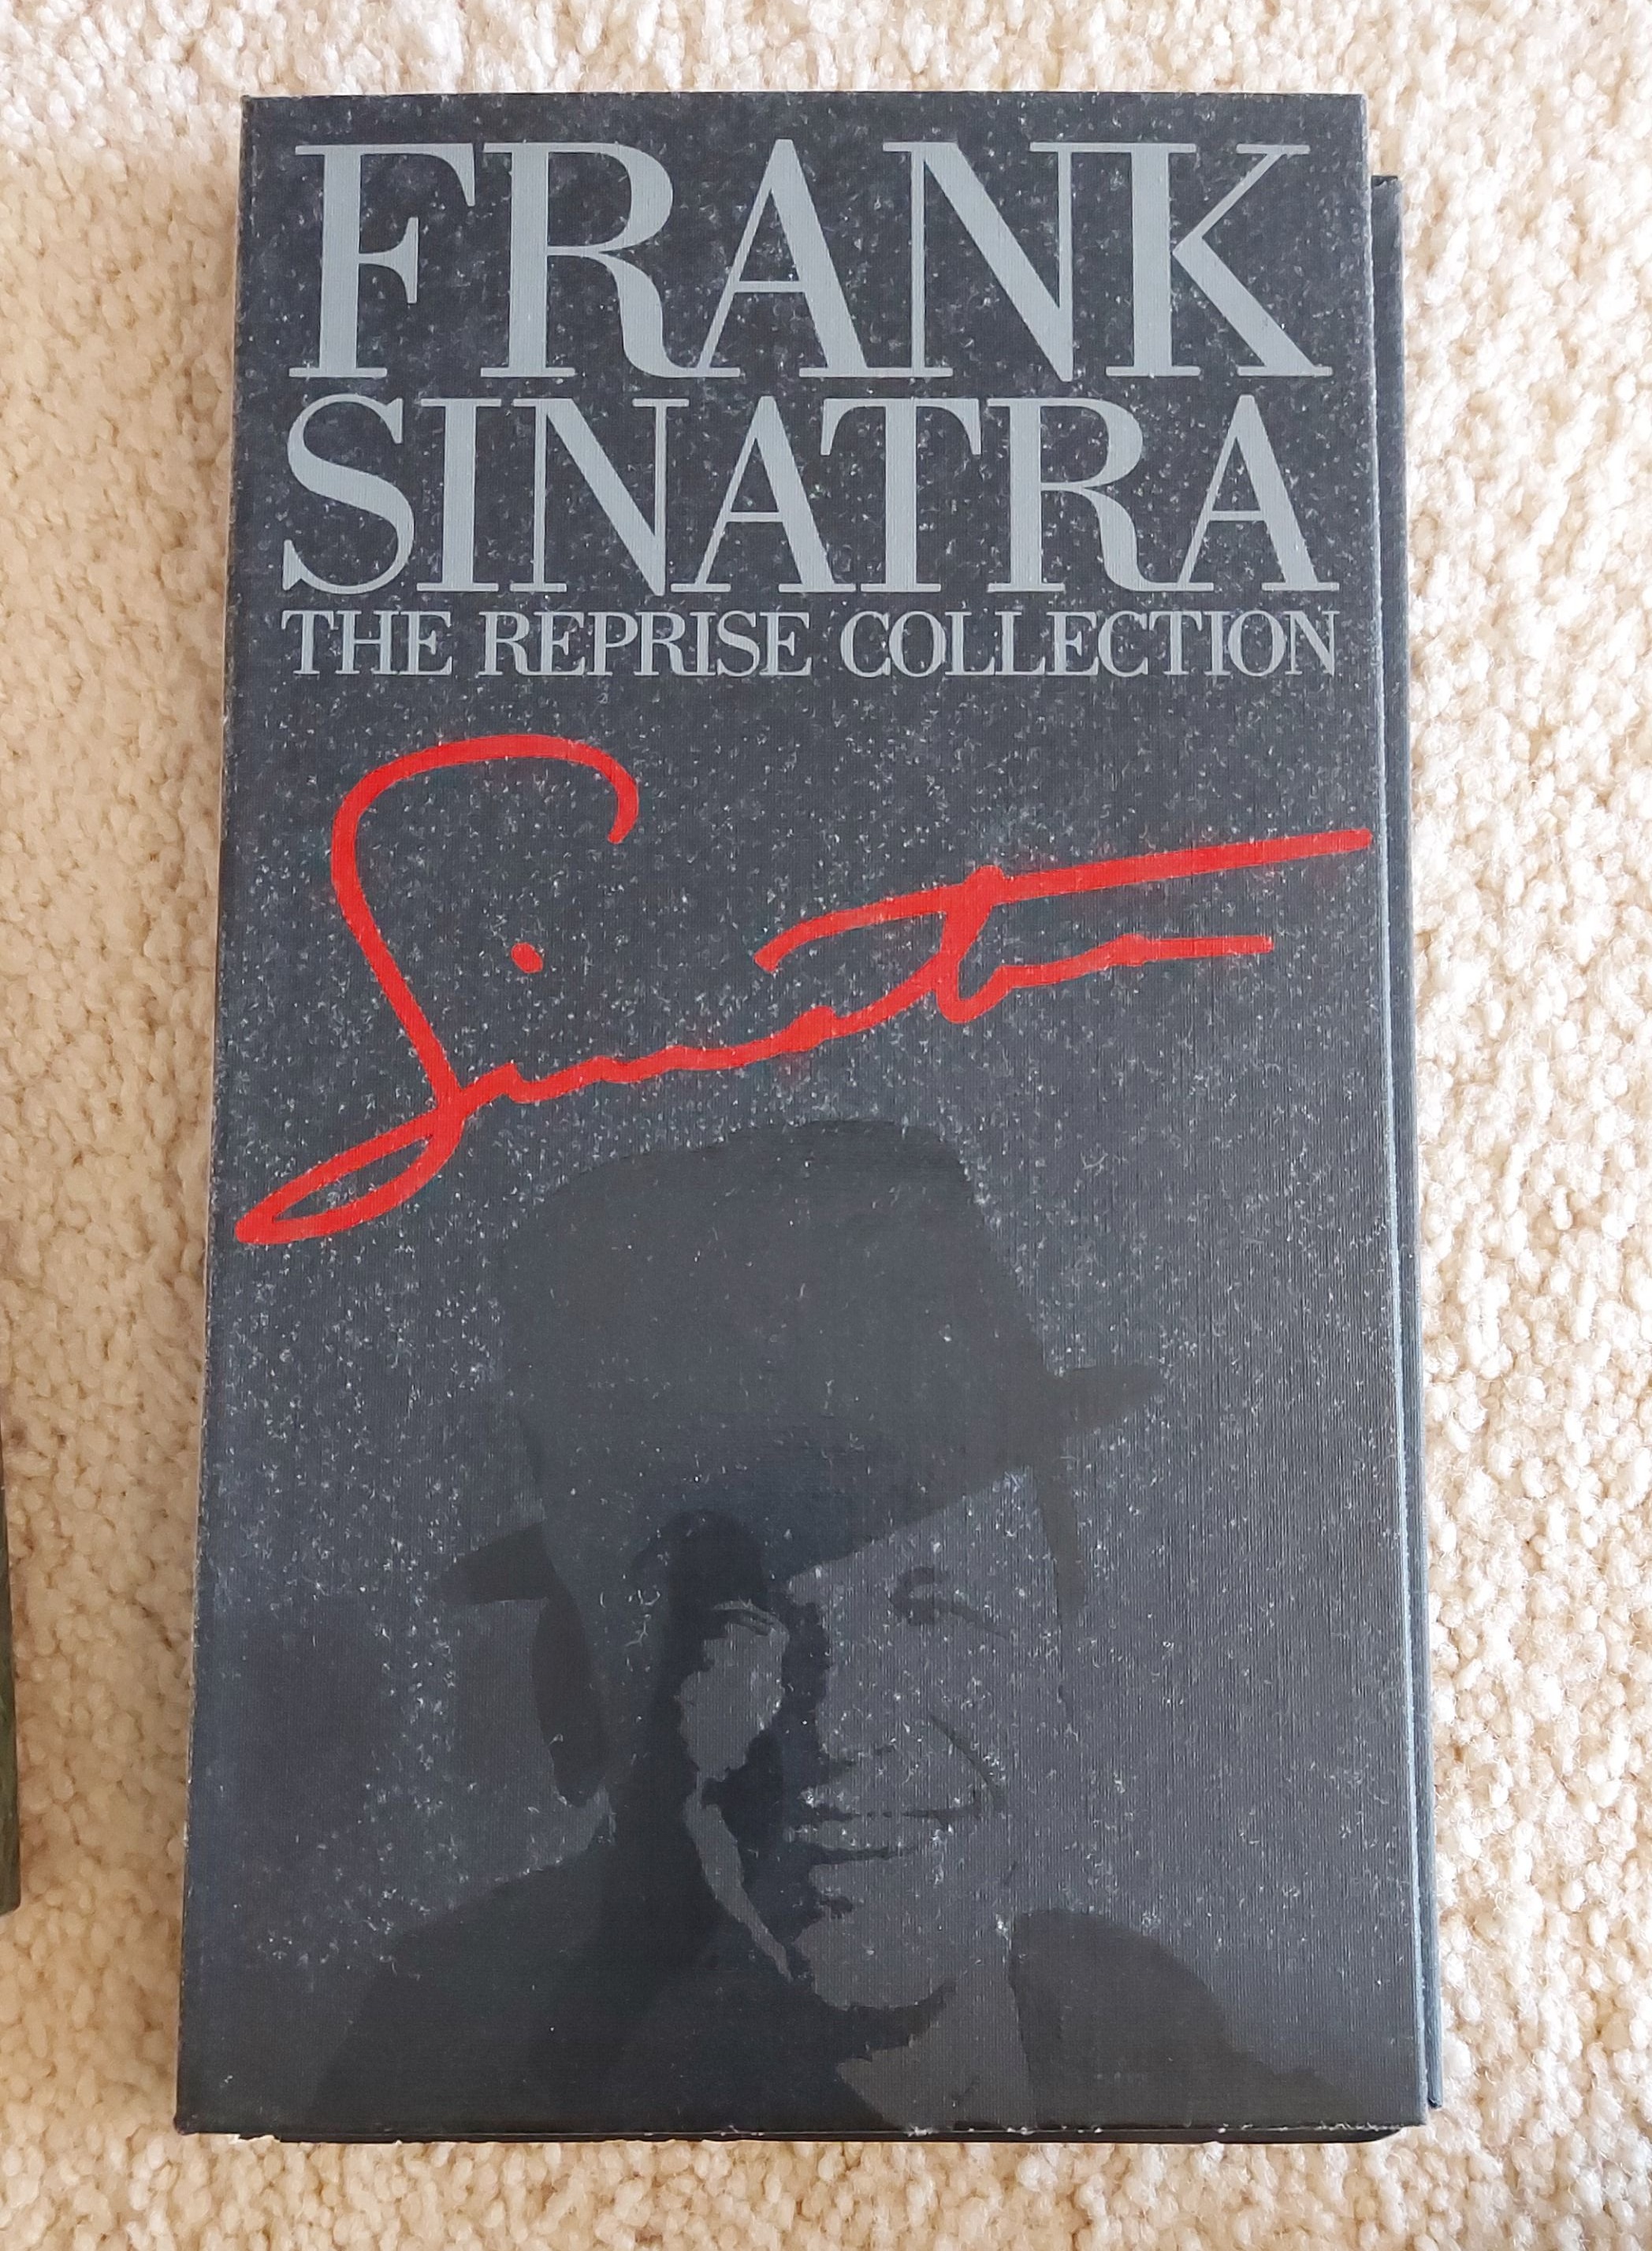 FRANK
SINATRA
THE REPRISE COLLECTION
Sinatra